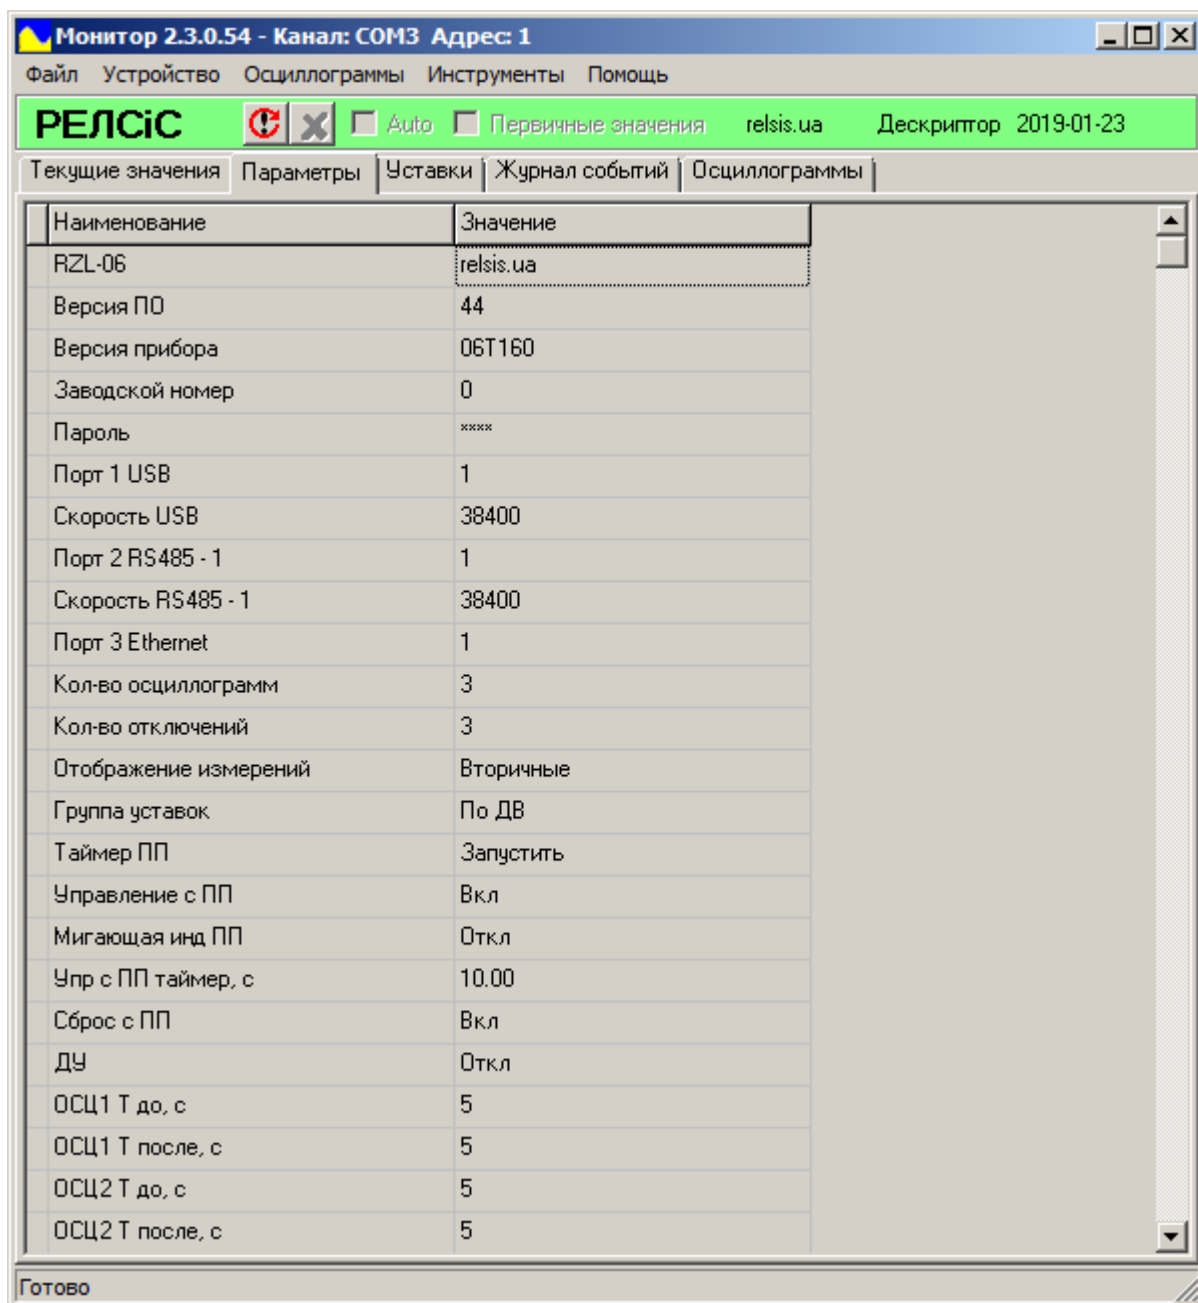 Монитор 2.3.0.54 - Канал: COM3 Адрес: 1
Файл Устройство Осциллограммы Инструменты Помощь
РЕЛСіС Auto Первичные значения relsis.ua Дескриптор 2019-01-23
Текущие значения Параметры Уставки Журнал событий Осциллограммы
Наименование Значение
RZL-06 relsis.ua
Версия ПО 44
Версия прибора 06T160
Заводской номер 0
Пароль ****
Порт 1 USB 1
Скорость USB 38400
Порт 2 RS485 - 1 1
Скорость RS485 - 1 38400
Порт 3 Ethernet 1
Кол-во осциллограмм 3
Кол-во отключений 3
Отображение измерений Вторичные
Группа уставок По ДВ
Таймер ПП Запустить
Управление с ПП Вкл
Мигающая инд ПП Откл
Упр с ПП таймер, с 10.00
Сброс с ПП Вкл
ДУ Откл
ОСЦ1 Т до, с 5
ОСЦ1 Т после, с 5
ОСЦ2 Т до, с 5
ОСЦ2 Т после, с 5
Готово